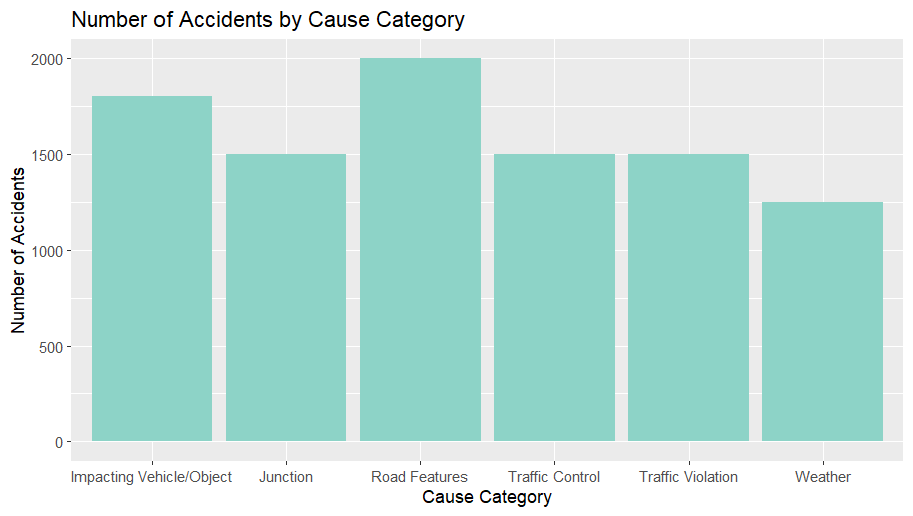 Number of Accidents by Cause Category
Number of Accidents
2000
1500
1000
500
0
Impacting Vehicle/Object Junction Road Features Traffic Control Traffic Violation Weather
Cause Category